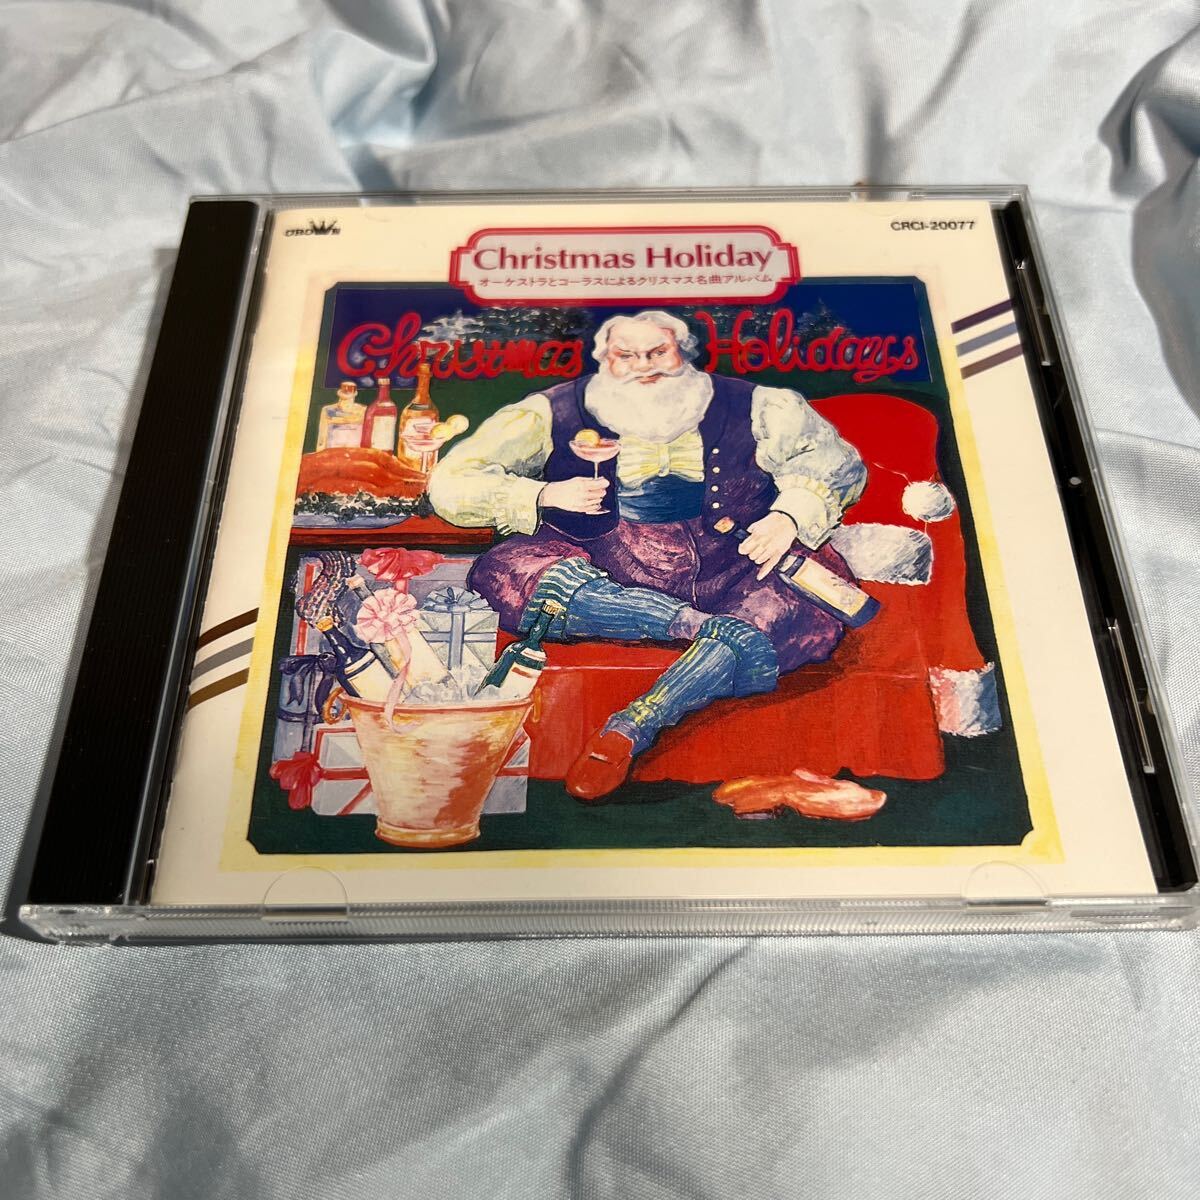 CROWN
CRCI-20077
Christmas Holiday
オーケストラとコーラスによるクリスマス名曲アルバム
Christmas Holidays